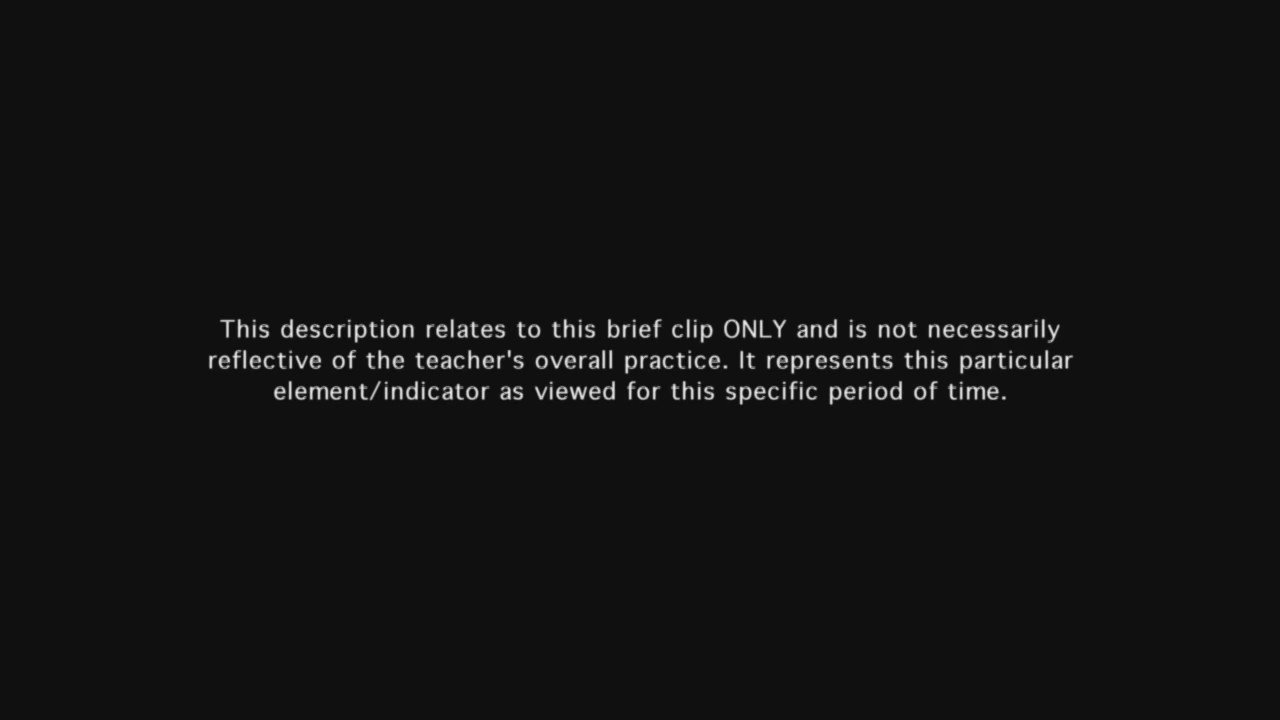 This description relates to this brief clip ONLY and is not necessarily
reflective of the teacher's overall practice. It represents this particular
element/indicator as viewed for this specific period of time.